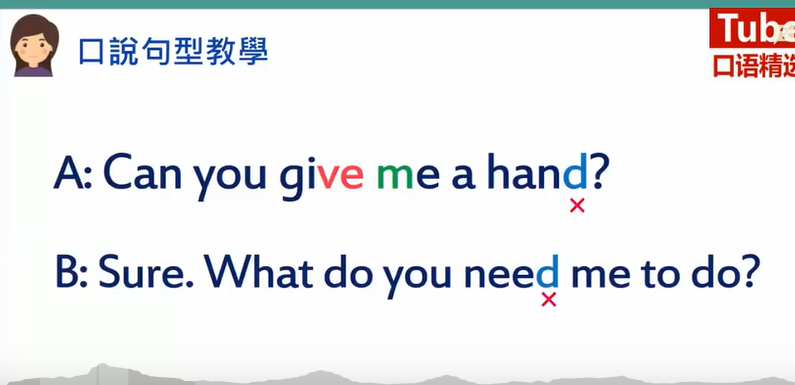 口說句型教學
Tube
口语精选
A: Can you give me a hand?
×
B: Sure. What do you need me to do?
×